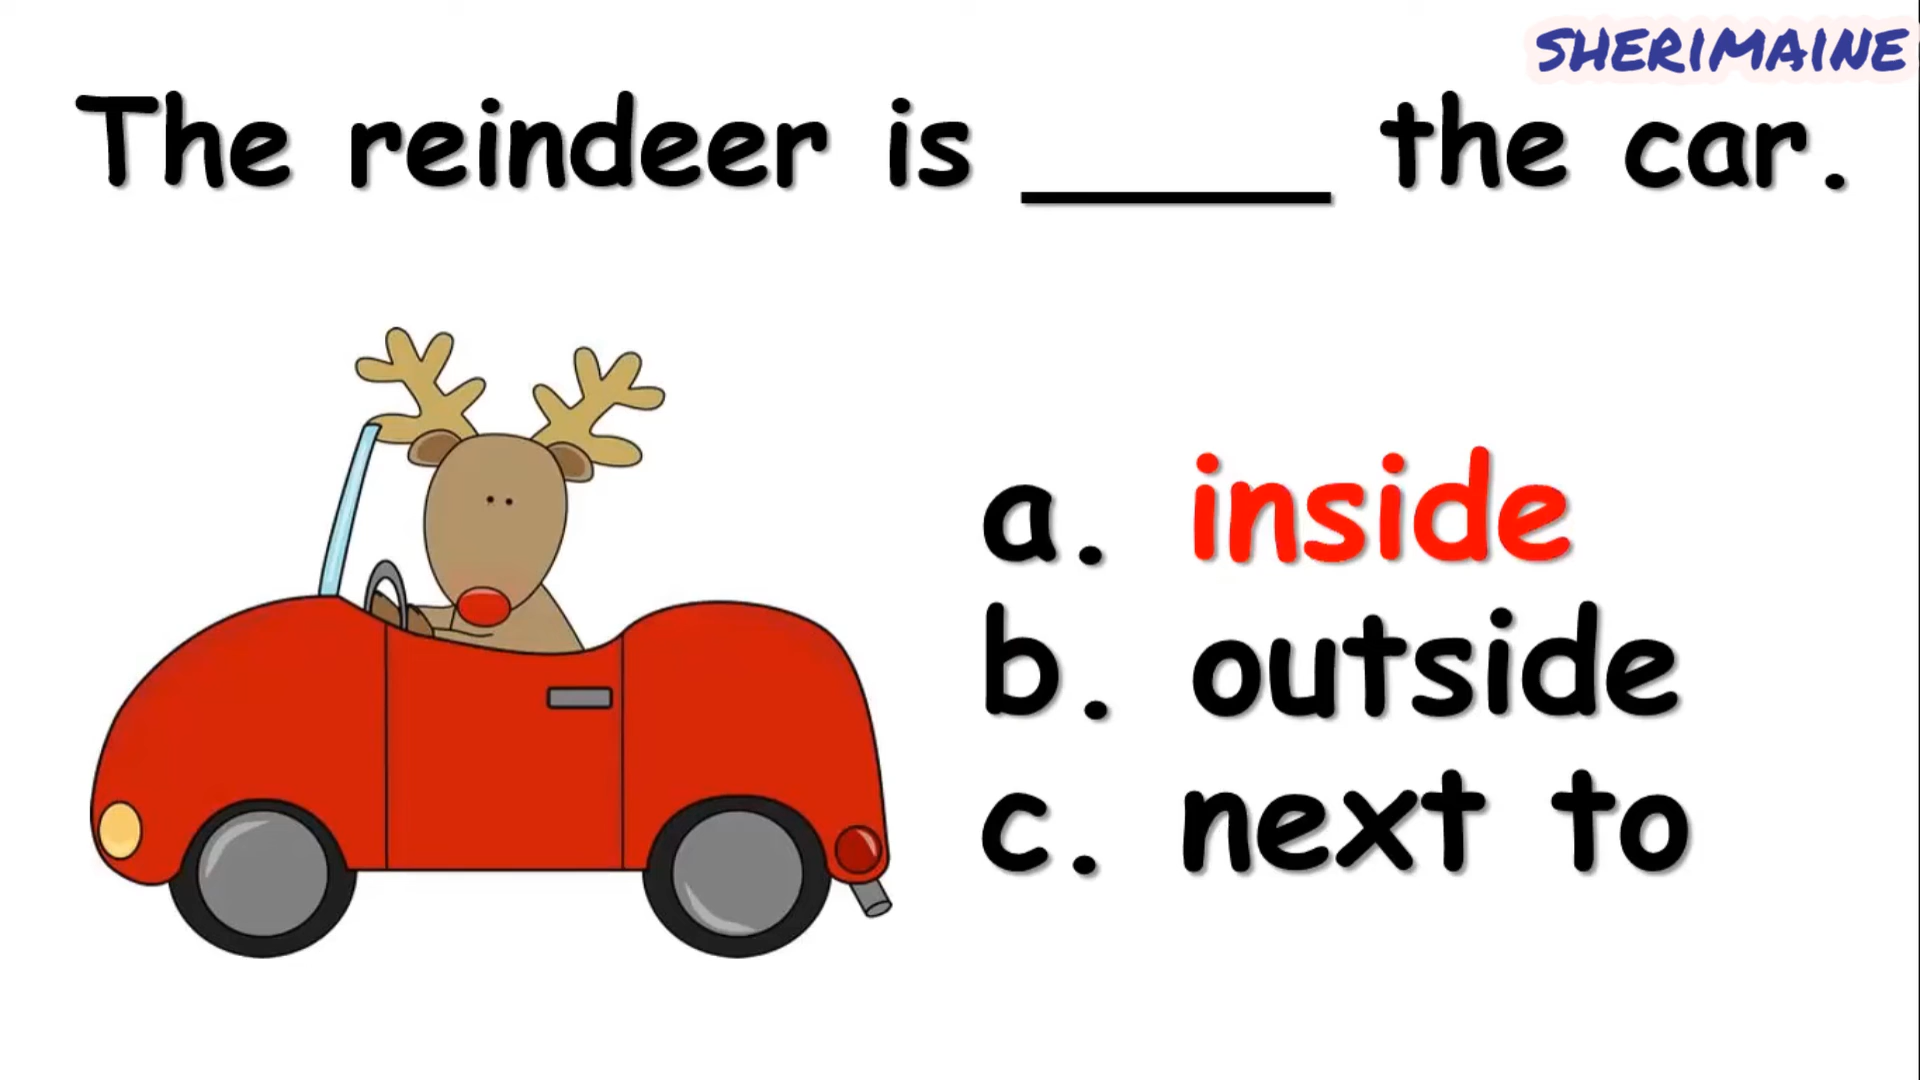 SHERIMAINE
The reindeer is _____ the car.
a. inside
b. outside
c. next to